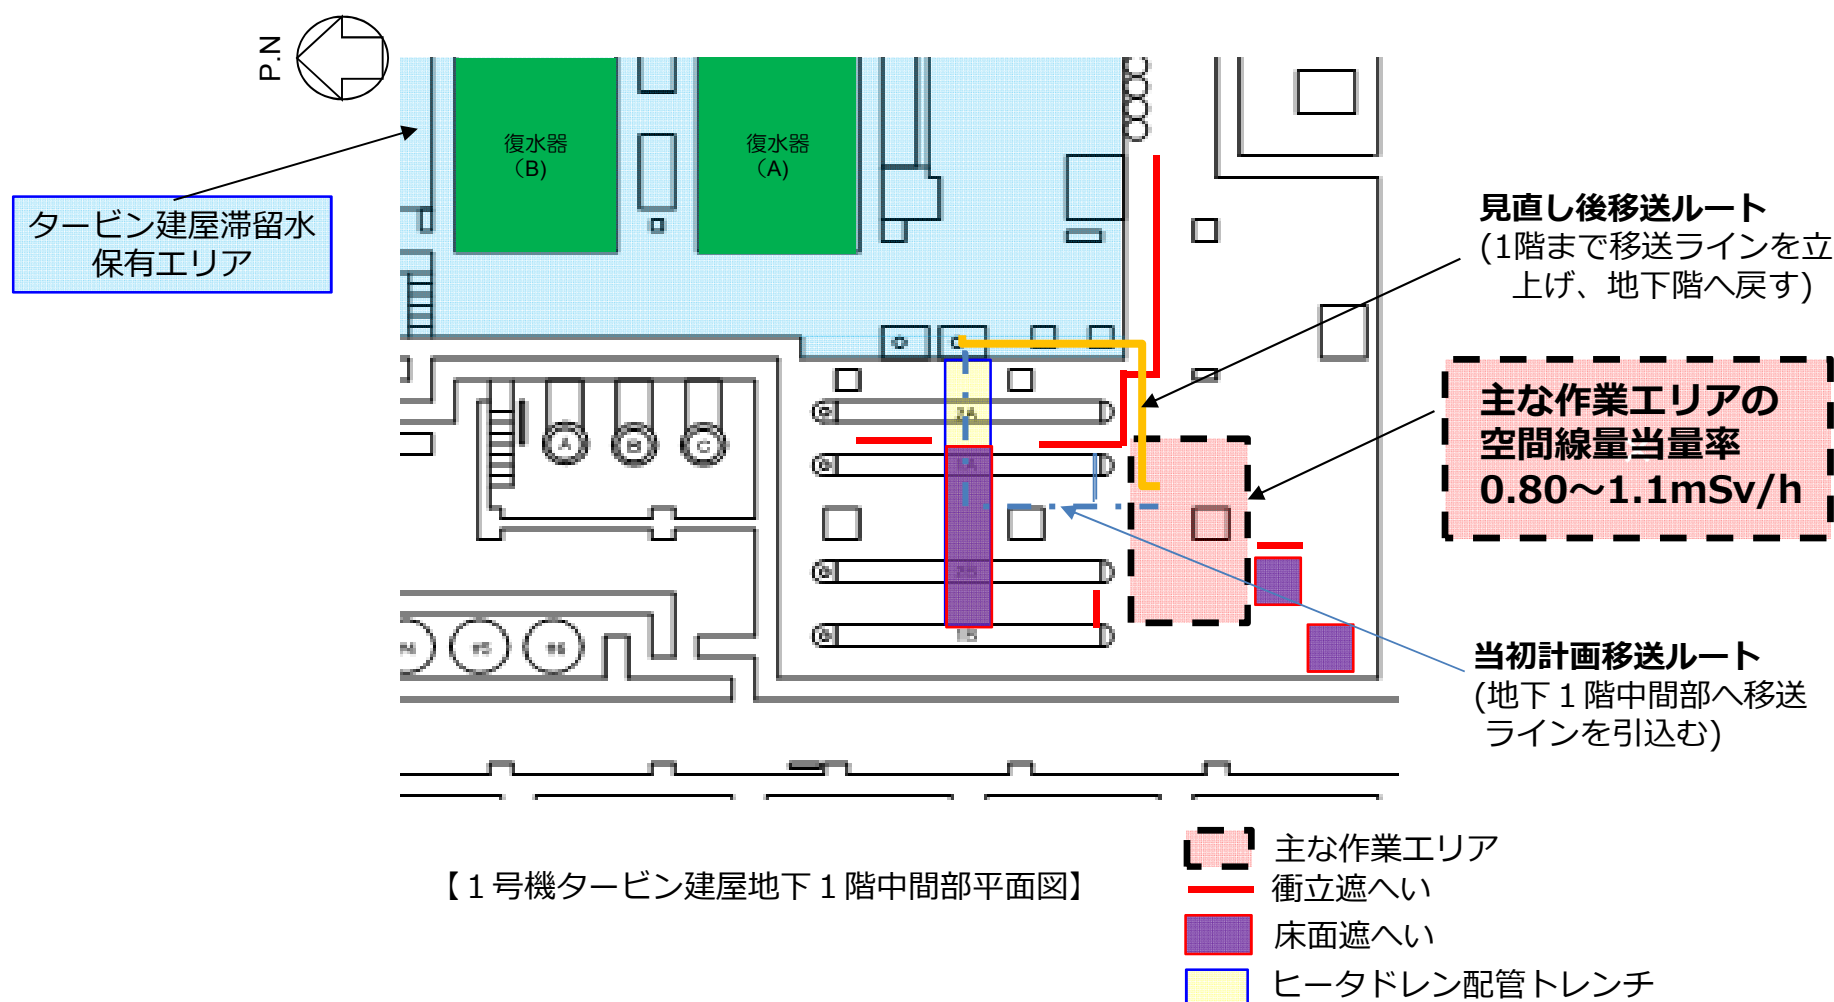 P.N
復水器
（B)
復水器
（A)
タービン建屋滞留水
保有エリア
見直し後移送ルート
(1階まで移送ラインを立
上げ、地下階へ戻す)
主な作業エリアの
空間線量当量率
0.80～1.1mSv/h
2A
A
B
C
2B
1B
#5
#6
当初計画移送ルート
(地下１階中間部へ移送
ラインを引込む)
【１号機タービン建屋地下１階中間部平面図】
主な作業エリア
衝立遮へい
床面遮へい
ヒータドレン配管トレンチ